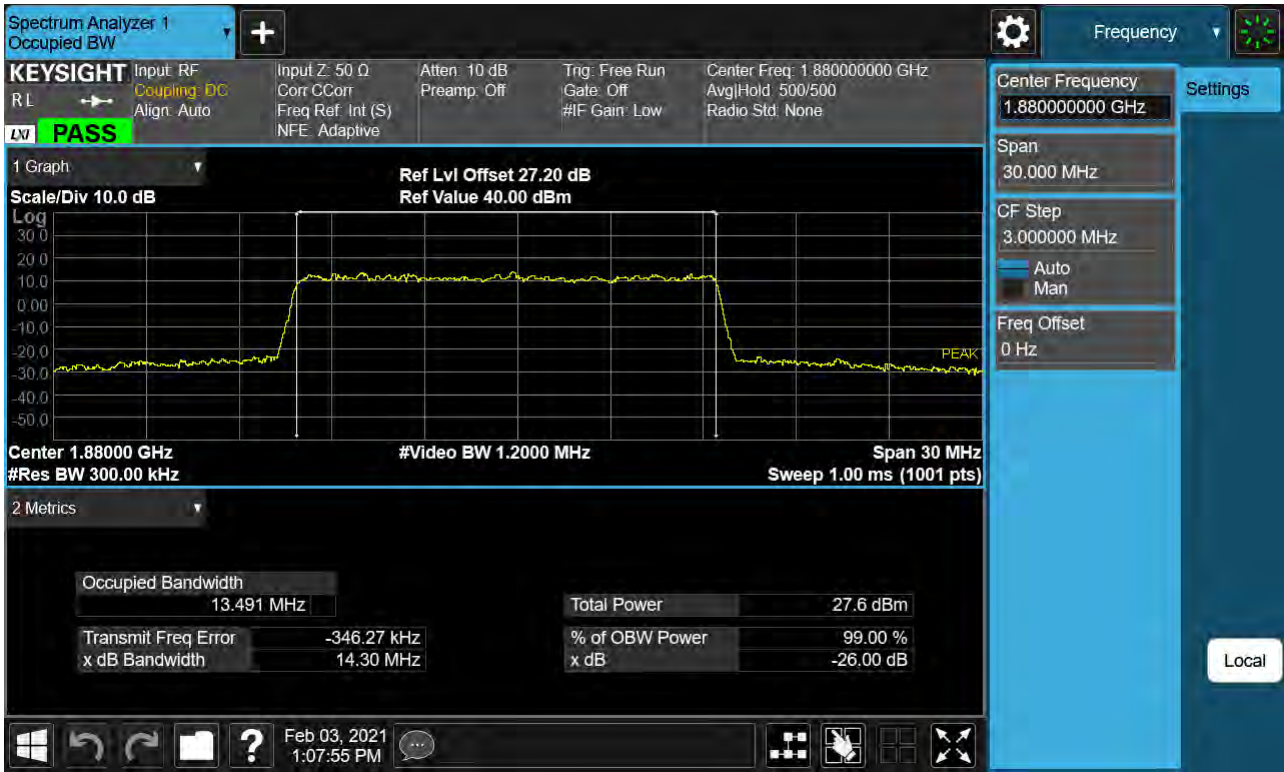 Spectrum Analyzer 1
Occupied BW
+
Frequency
KEYSIGHT
RL
LXI
PASS
Input: RF
Coupling: DC
Align: Auto
Input Z: 50 Ω
Corr CCorr
Freq Ref: Int (S)
NFE: Adaptive
Atten: 10 dB
Preamp: Off
Trig: Free Run
Gate: Off
#IF Gain: Low
Center Freq: 1.880000000 GHz
Avg|Hold: 500/500
Radio Std: None
Center Frequency
1.880000000 GHz
Settings
Span
30.000 MHz
CF Step
3.000000 MHz
Auto
Man
Freq Offset
0 Hz
Local
1 Graph
Scale/Div 10.0 dB
Ref Lvl Offset 27.20 dB
Ref Value 40.00 dBm
Log
30.0
20.0
10.0
0.00
-10.0
-20.0
-30.0
-40.0
-50.0
PEAK
Center 1.88000 GHz
#Video BW 1.2000 MHz
Span 30 MHz
#Res BW 300.00 kHz
Sweep 1.00 ms (1001 pts)
2 Metrics
Occupied Bandwidth
13.491 MHz
Total Power 27.6 dBm
Transmit Freq Error -346.27 kHz
% of OBW Power 99.00 %
x dB Bandwidth 14.30 MHz
x dB -26.00 dB
?
Feb 03, 2021
1:07:55 PM